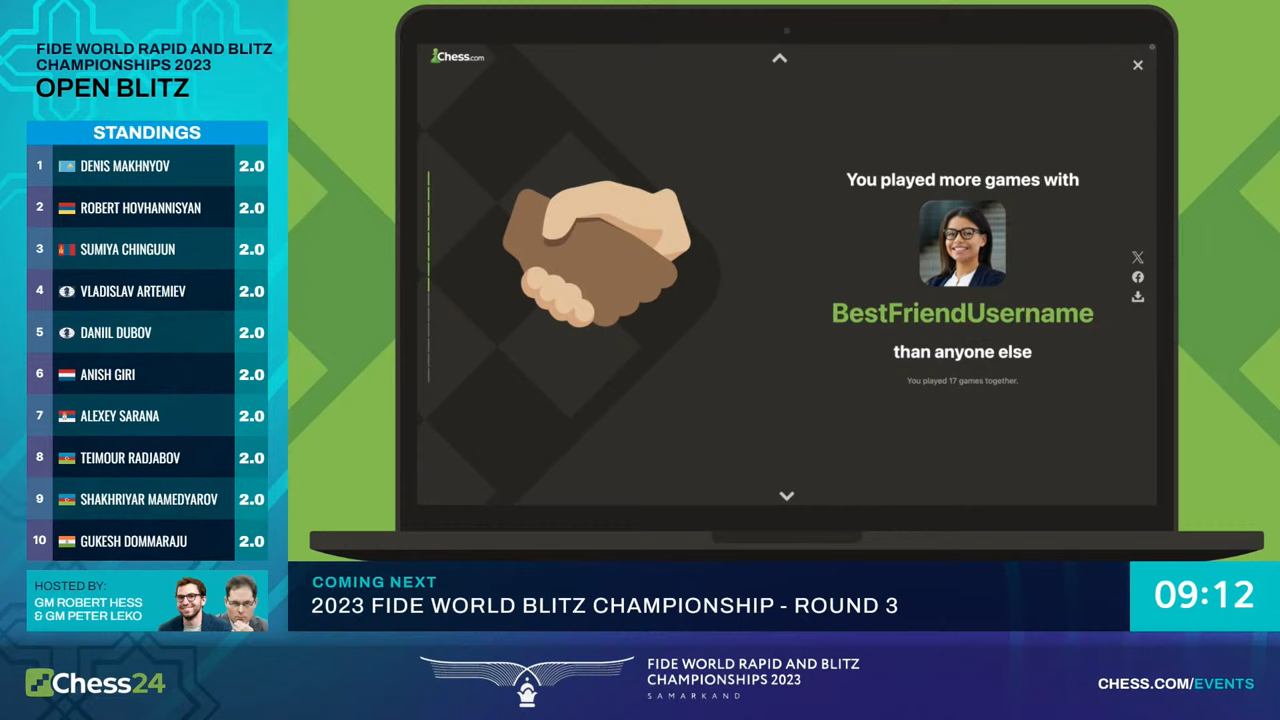 FIDE WORLD RAPID AND BLITZ
CHAMPIONSHIPS 2023
OPEN BLITZ
STANDINGS
1 DENIS MAKHNYOV 2.0
2 ROBERT HOVHANNISYAN 2.0
3 SUMIYA CHINGUUN 2.0
4 VLADISLAV ARTEMIEV 2.0
5 DANIIL DUBOV 2.0
6 ANISH GIRI 2.0
7 ALEXEY SARANA 2.0
8 TEIMOUR RADJABOV 2.0
9 SHAKHRIYAR MAMEDYAROV 2.0
10 GUKESH DOMMARAJU 2.0
HOSTED BY:
GM ROBERT HESS
& GM PETER LEKO
Chess.com
You played more games with
BestFriendUsername
than anyone else
You played 17 games together.
COMING NEXT
2023 FIDE WORLD BLITZ CHAMPIONSHIP - ROUND 3
09:12
Chess24
FIDE WORLD RAPID AND BLITZ
CHAMPIONSHIPS 2023
SAMARKAND
CHESS.COM/EVENTS